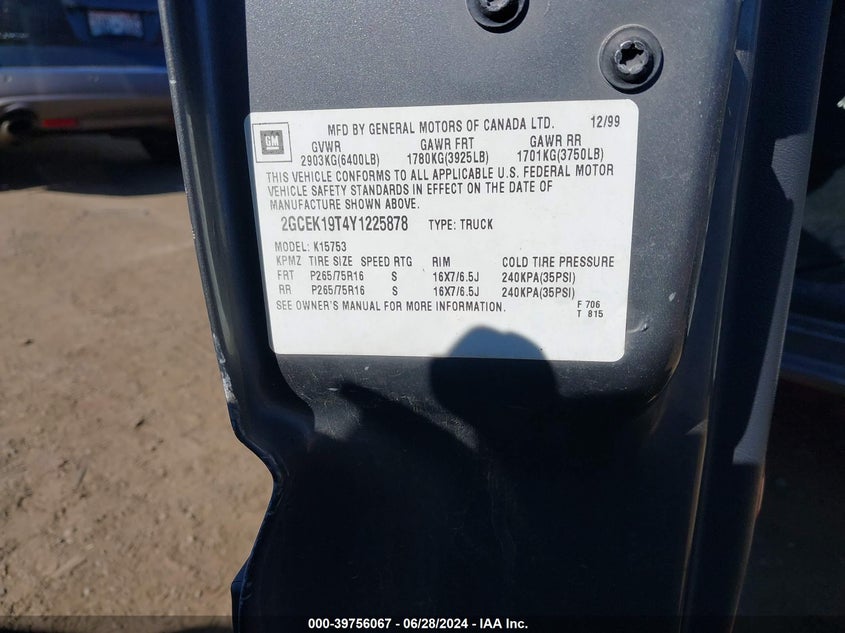 GM
MFD BY GENERAL MOTORS OF CANADA LTD. 12/99
GVWR GAWR FRT GAWR RR
2903KG(6400LB) 1780KG(3925LB) 1701KG(3750LB)
THIS VEHICLE CONFORMS TO ALL APPLICABLE U.S. FEDERAL MOTOR
VEHICLE SAFETY STANDARDS IN EFFECT ON THE DATE OF
MANUFACTURE SHOWN ABOVE.
2GCEK19T4Y1225878 TYPE: TRUCK
MODEL: K15753
KPMZ TIRE SIZE SPEED RTG RIM COLD TIRE PRESSURE
FRT P265/75R16 S 16X7/6.5J 240KPA(35PSI)
RR P265/75R16 S 16X7/6.5J 240KPA(35PSI)
SEE OWNER'S MANUAL FOR MORE INFORMATION. F 706
T 815
000-39756067 - 06/28/2024 - IAA Inc.